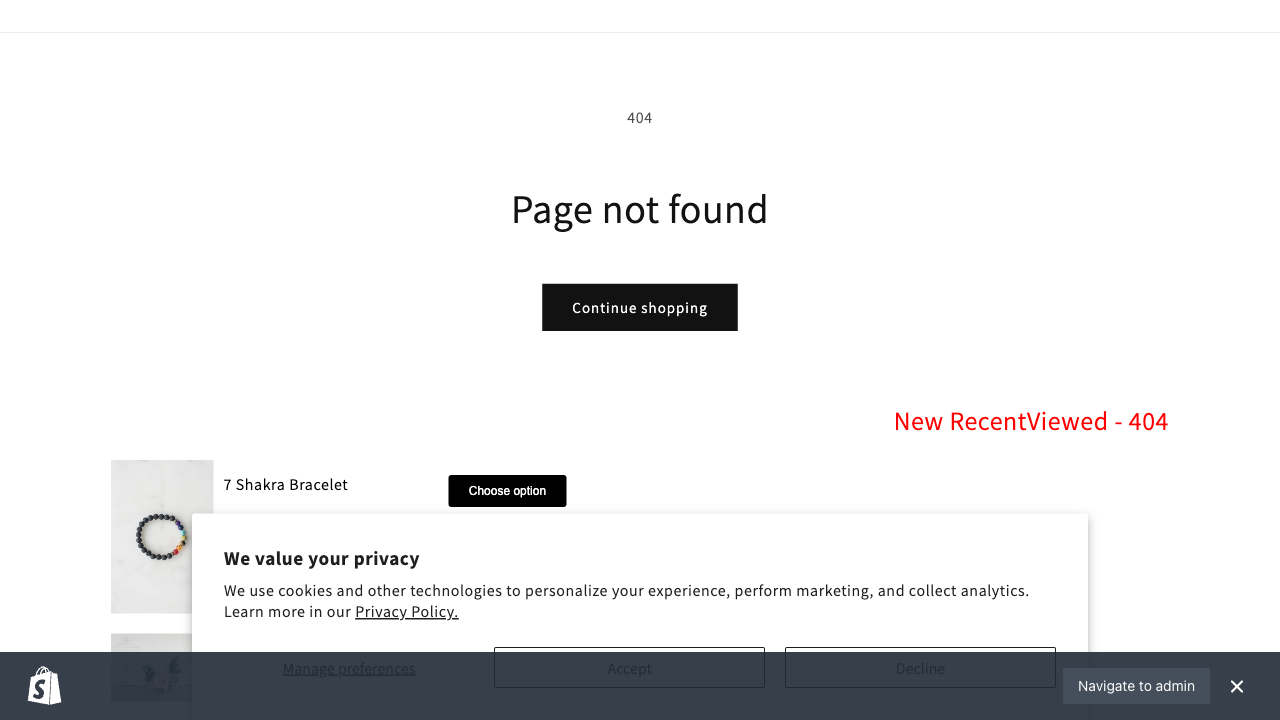 404
Page not found
Continue shopping
New RecentViewed - 404
7 Shakra Bracelet
Choose option
We value your privacy
We use cookies and other technologies to personalize your experience, perform marketing, and collect analytics.
Learn more in our Privacy Policy.
Manage preferences
Accept
Decline
Navigate to admin